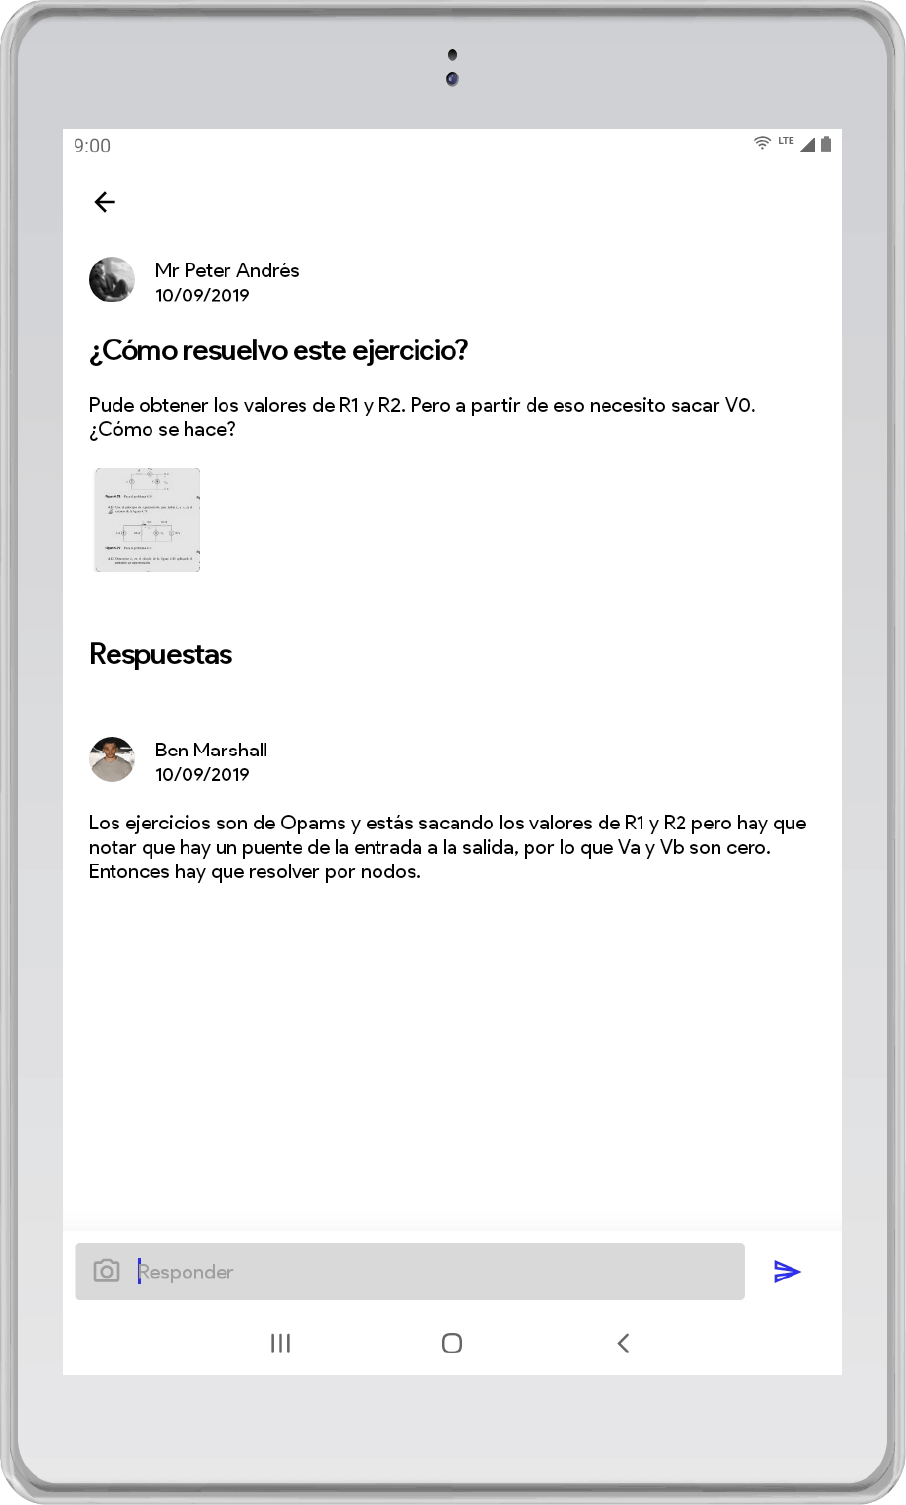 9:00
LTE
Mr Peter Andrés
10/09/2019
¿Cómo resuelvo este ejercicio?
Pude obtener los valores de R1 y R2. Pero a partir de eso necesito sacar V0.
¿Cómo se hace?
Respuestas
Ben Marshall
10/09/2019
Los ejercicios son de Opams y estás sacando los valores de R1 y R2 pero hay que
notar que hay un puente de la entrada a la salida, por lo que Va y Vb son cero.
Entonces hay que resolver por nodos.
Responder